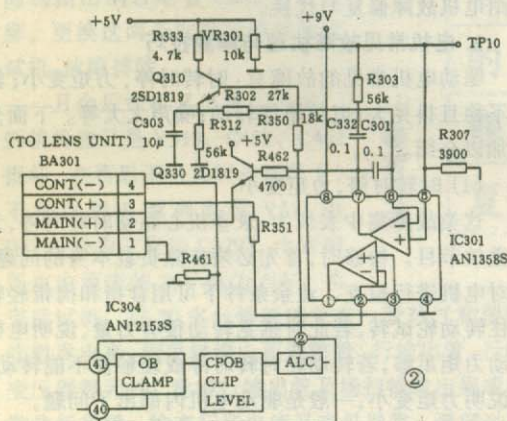 +5V
+9V
R333
4.7k
VR301
10k
TP10
Q310
2SD1819
R302 27k
R303
56k
C303
10μ
R312
56k
R350
18k
C332
0.1
C301
0.1
R307
3900
(TO LENS UNIT)
BA301
+5V
R462
4700
Q330 2D1819
CONT(-) 4
CONT(+) 3
MAIN(+) 2
MAIN(-) 1
8 7 6 5
R351
IC301
AN1358S
R461
1 2 3 4
IC304
AN12153S
2
41
OB
CLAMP
CPOB
CLIP
LEVEL
ALC
②
40